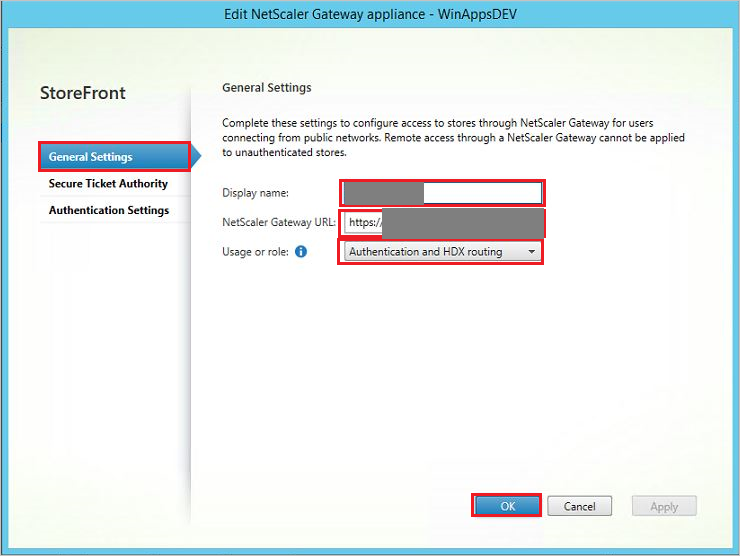 Edit NetScaler Gateway appliance - WinAppsDEV
StoreFront
General Settings
Secure Ticket Authority
Authentication Settings
General Settings
Complete these settings to configure access to stores through NetScaler Gateway for users
connecting from public networks. Remote access through a NetScaler Gateway cannot be applied
to unauthenticated stores.
Display name:
NetScaler Gateway URL: https:/
Usage or role: Authentication and HDX routing
OK Cancel Apply